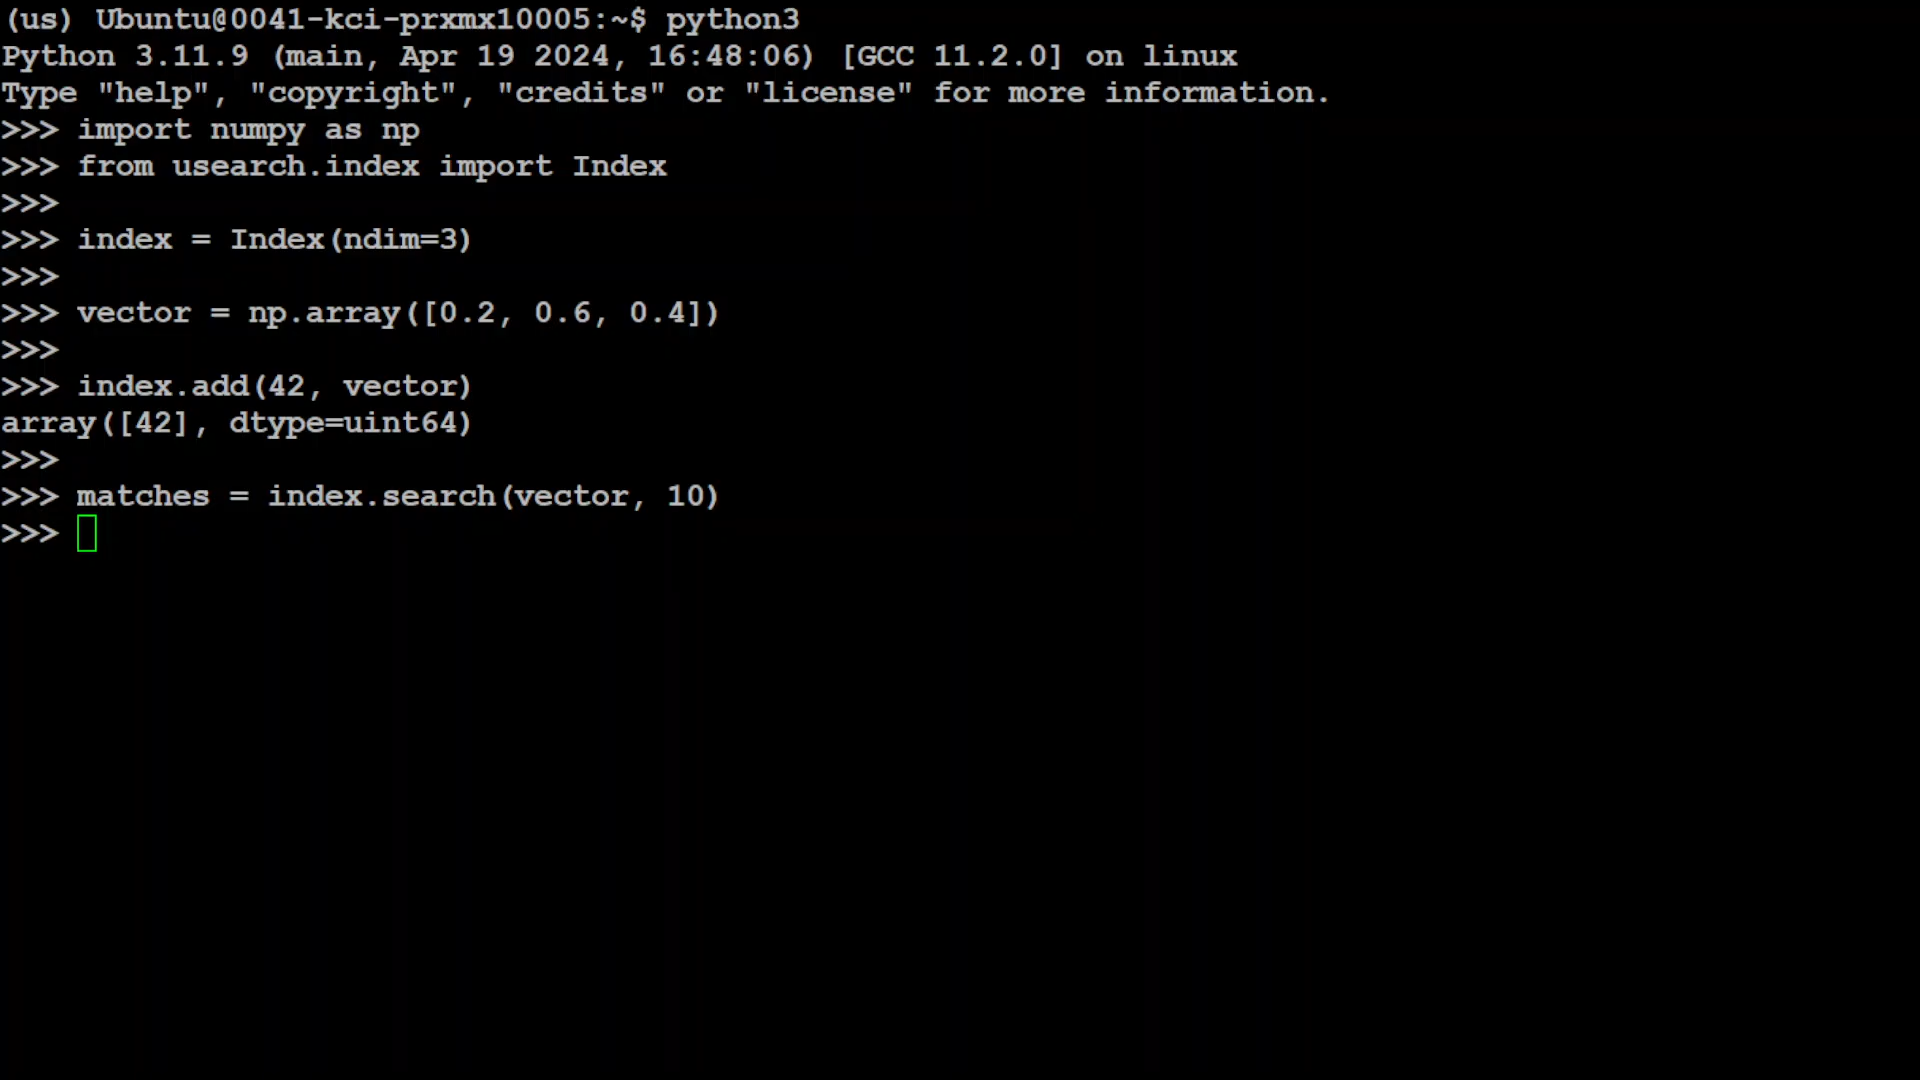 (us) Ubuntu@0041-kci-prxmx10005:~$ python3
Python 3.11.9 (main, Apr 19 2024, 16:48:06) [GCC 11.2.0] on linux
Type "help", "copyright", "credits" or "license" for more information.
>>> import numpy as np
>>> from usearch.index import Index
>>>
>>> index = Index(ndim=3)
>>>
>>> vector = np.array([0.2, 0.6, 0.4])
>>>
>>> index.add(42, vector)
array([42], dtype=uint64)
>>>
>>> matches = index.search(vector, 10)
>>>